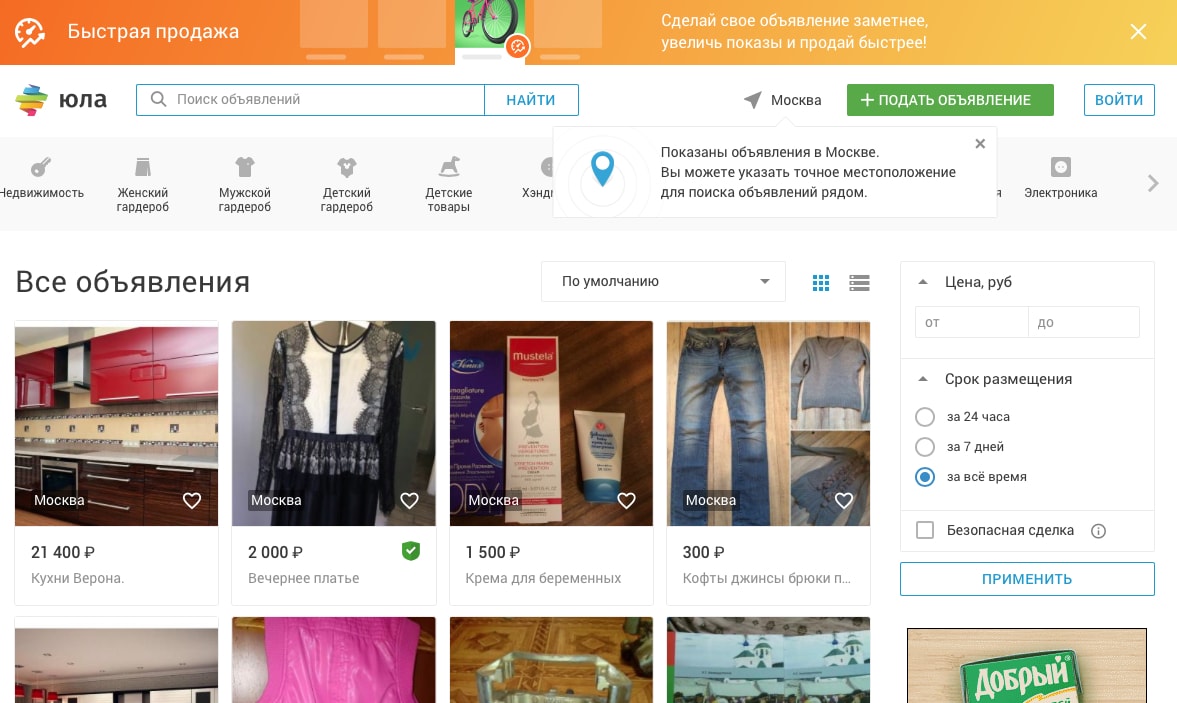 Быстрая продажа
Сделай свое объявление заметнее,
увеличь показы и продай быстрее!
юла
Поиск объявлений
НАЙТИ
Москва
ПОДАТЬ ОБЪЯВЛЕНИЕ
ВОЙТИ
Показаны объявления в Москве.
Вы можете указать точное местоположение
для поиска объявлений рядом.
Недвижимость
Женский
гардероб
Мужской
гардероб
Детский
гардероб
Детские
товары
Электроника
Все объявления
По умолчанию
Цена, руб
от
до
Срок размещения
за 24 часа
за 7 дней
за всё время
Безопасная сделка
ПРИМЕНИТЬ
Mustela
Москва
Москва
Москва
Москва
21 400 ₽
Кухни Верона.
2 000 ₽
Вечернее платье
1 500 ₽
Крема для беременных
300 ₽
Кофты джинсы брюки п...
ДОБРЫЙ